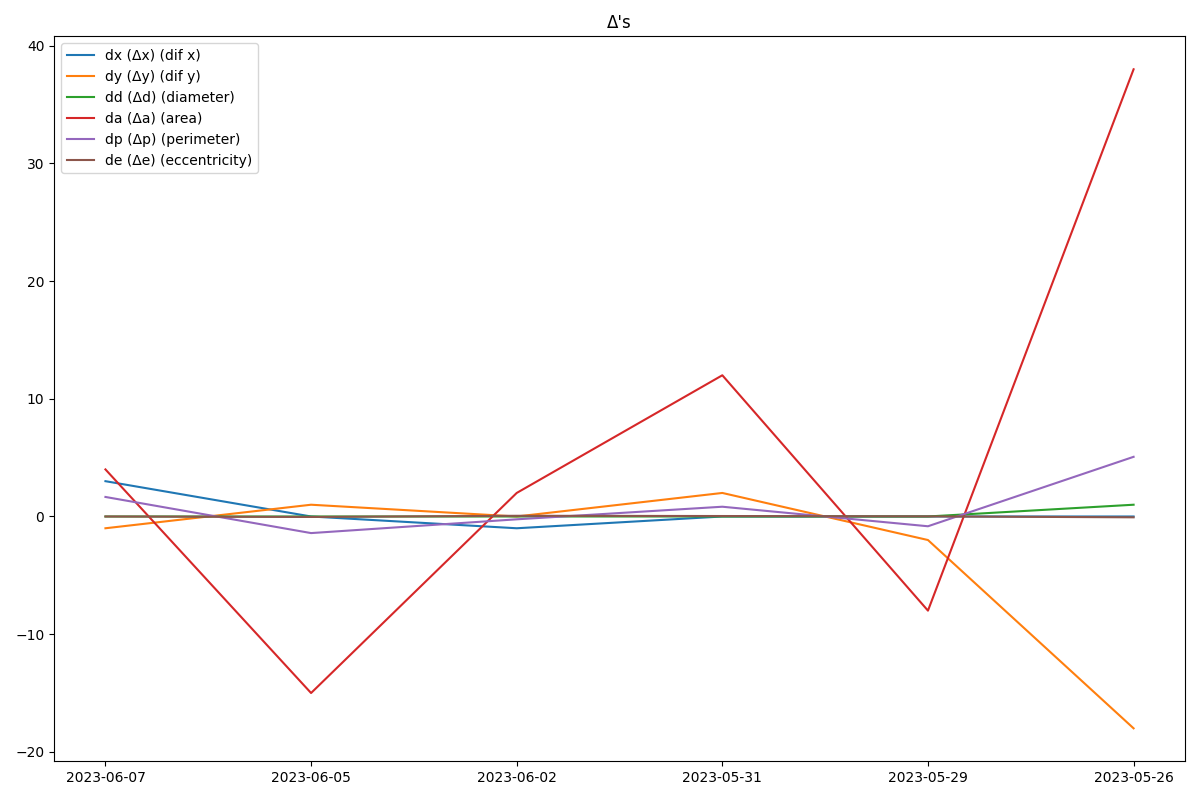 Δ's
dx (Δx) (dif x)
dy (Δy) (dif y)
dd (Δd) (diameter)
da (Δa) (area)
dp (Δp) (perimeter)
de (Δe) (eccentricity)
40
30
20
10
0
−10
−20
2023-06-07 2023-06-05 2023-06-02 2023-05-31 2023-05-29 2023-05-26